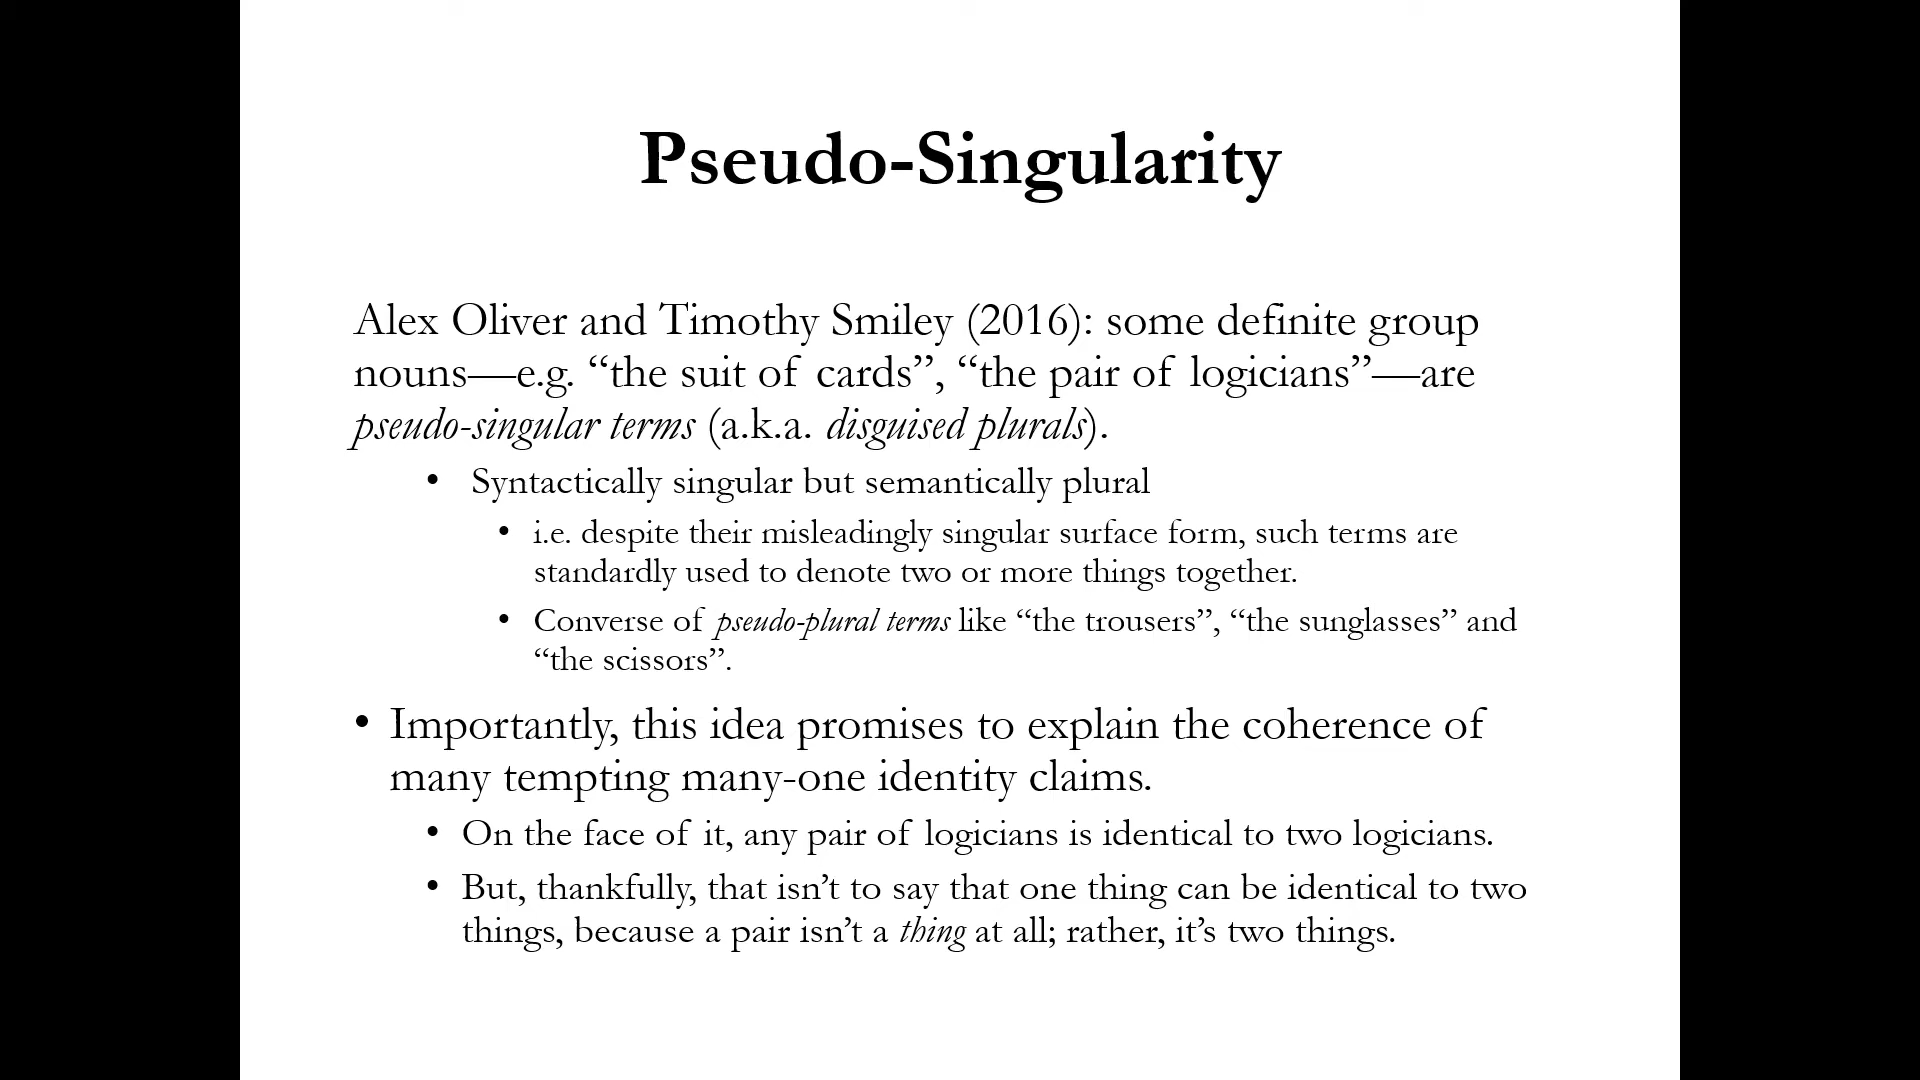 Pseudo-Singularity
Alex Oliver and Timothy Smiley (2016): some definite group
nouns—e.g. “the suit of cards”, “the pair of logicians”—are
pseudo-singular terms (a.k.a. disguised plurals).
• Syntactically singular but semantically plural
• i.e. despite their misleadingly singular surface form, such terms are
standardly used to denote two or more things together.
• Converse of pseudo-plural terms like “the trousers”, “the sunglasses” and
“the scissors”.
• Importantly, this idea promises to explain the coherence of
many tempting many-one identity claims.
• On the face of it, any pair of logicians is identical to two logicians.
• But, thankfully, that isn’t to say that one thing can be identical to two
things, because a pair isn’t a thing at all; rather, it’s two things.